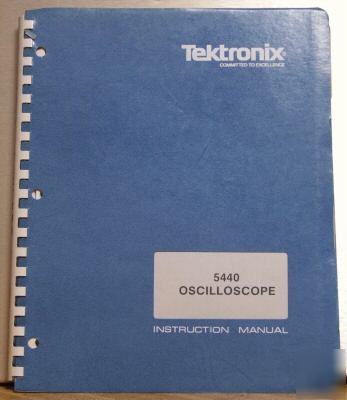 Tektronix
COMMITTED TO EXCELLENCE
5440
OSCILLOSCOPE
INSTRUCTION MANUAL